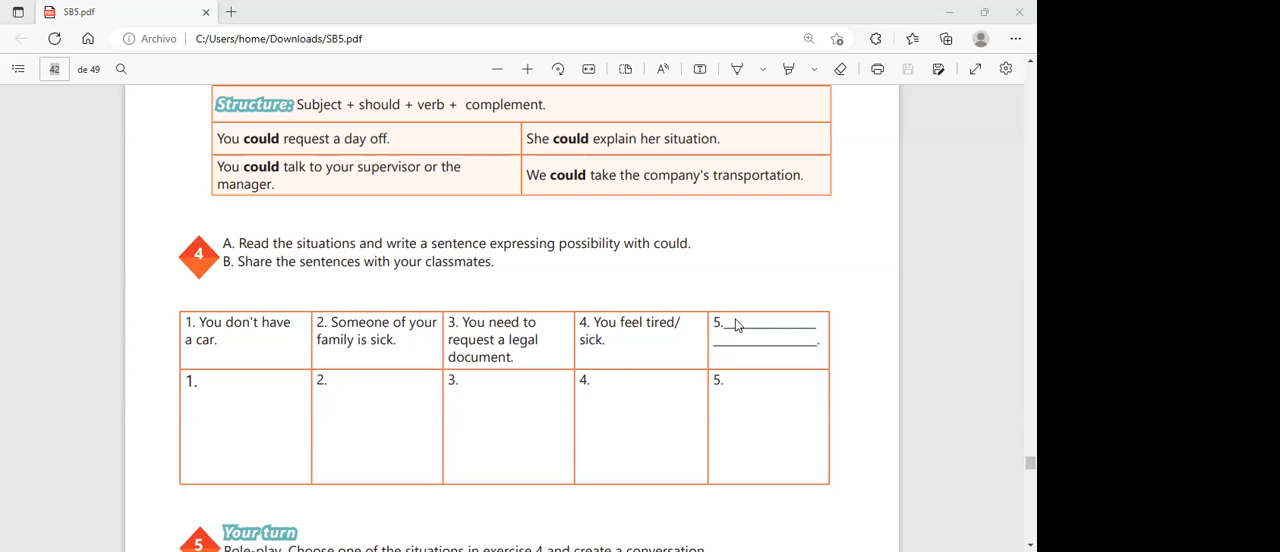 SB5.pdf
Archivo
C:/Users/home/Downloads/SB5.pdf
42
de 49
Structure: Subject + should + verb + complement.
You could request a day off.
She could explain her situation.
You could talk to your supervisor or the
manager.
We could take the company's transportation.
4
A. Read the situations and write a sentence expressing possibility with could.
B. Share the sentences with your classmates.
1. You don't have
a car.
2. Someone of your
family is sick.
3. You need to
request a legal
document.
4. You feel tired/
sick.
5._______________
_________________.
1.
2.
3.
4.
5.
5
Your turn
Role-play. Choose one of the situations in exercise 4 and create a conversation